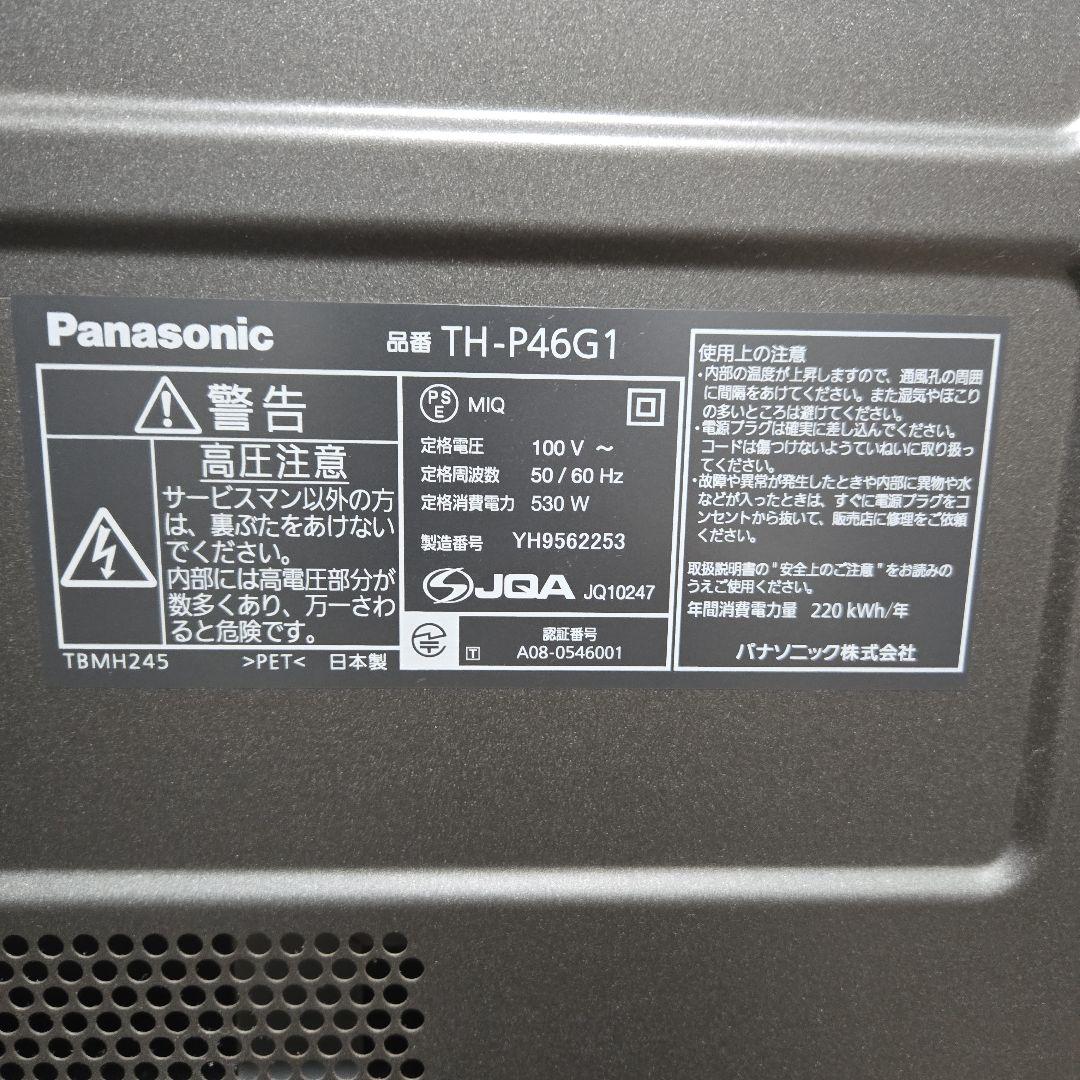 Panasonic
品番 TH-P46G1
警告
高圧注意
サービスマン以外の方
は、裏ぶたをあけない
でください。
内部には高電圧部分が
数多くあり、万一さわ
ると危険です。
TBMH245 >PET< 日本製
PSE MIQ
定格電圧 100 V ～
定格周波数 50 / 60 Hz
定格消費電力 530 W
製造番号 YH9562253
JQA JQ10247
T 認証番号
A08-0546001
使用上の注意
・内部の温度が上昇しますので、通風孔の周囲
に間隔をあけてください。また湿気やほこり
の多いところは避けてください。
・電源プラグは確実に差し込んでください。
コードは傷つけないようていねいに取り扱っ
てください。
・故障や異常が発生したときや内部に異物や水
などが入ったときは、すぐに電源プラグをコ
ンセントから抜いて、販売店に修理をご依頼
ください。
取扱説明書の"安全上のご注意"をお読みの
うえご使用ください。
年間消費電力量 220 kWh/年
パナソニック株式会社